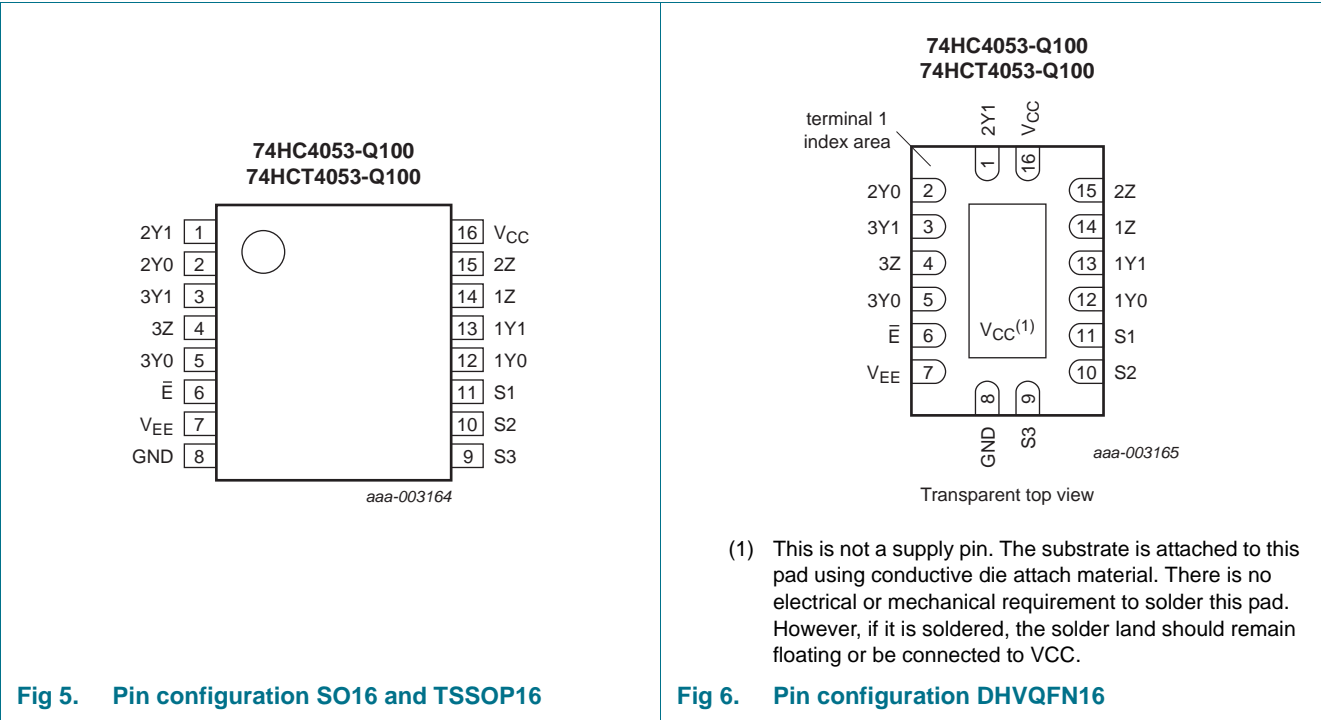 74HC4053-Q100
74HCT4053-Q100
2Y1 1
2Y0 2
3Y1 3
3Z 4
3Y0 5
E̅ 6
VEE 7
GND 8
16 VCC
15 2Z
14 1Z
13 1Y1
12 1Y0
11 S1
10 S2
9 S3
aaa-003164
Fig 5. Pin configuration SO16 and TSSOP16
74HC4053-Q100
74HCT4053-Q100
terminal 1
index area
2Y1
VCC
1
16
2Y0 2
3Y1 3
3Z 4
3Y0 5
E̅ 6
VEE 7
15 2Z
14 1Z
13 1Y1
12 1Y0
11 S1
10 S2
VCC(1)
8
9
GND
S3
aaa-003165
Transparent top view
(1) This is not a supply pin. The substrate is attached to this
pad using conductive die attach material. There is no
electrical or mechanical requirement to solder this pad.
However, if it is soldered, the solder land should remain
floating or be connected to VCC.
Fig 6. Pin configuration DHVQFN16